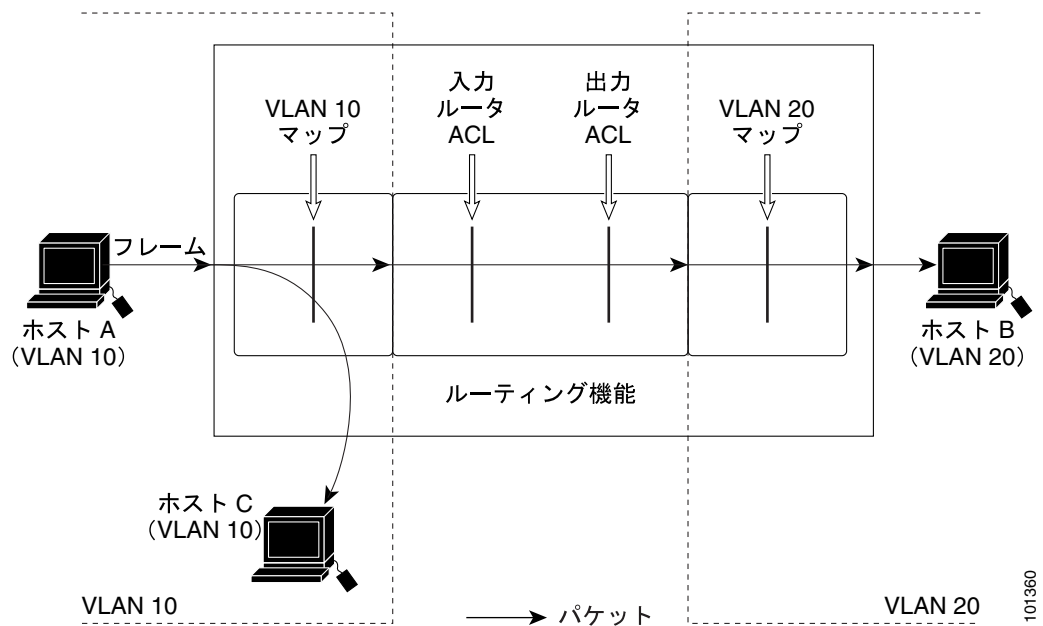 VLAN 10
マップ
入力
ルータ
ACL
出力
ルータ
ACL
VLAN 20
マップ
フレーム
ホスト A
（VLAN 10）
ホスト B
（VLAN 20）
ルーティング機能
ホスト C
（VLAN 10）
VLAN 10
パケット
VLAN 20
101360